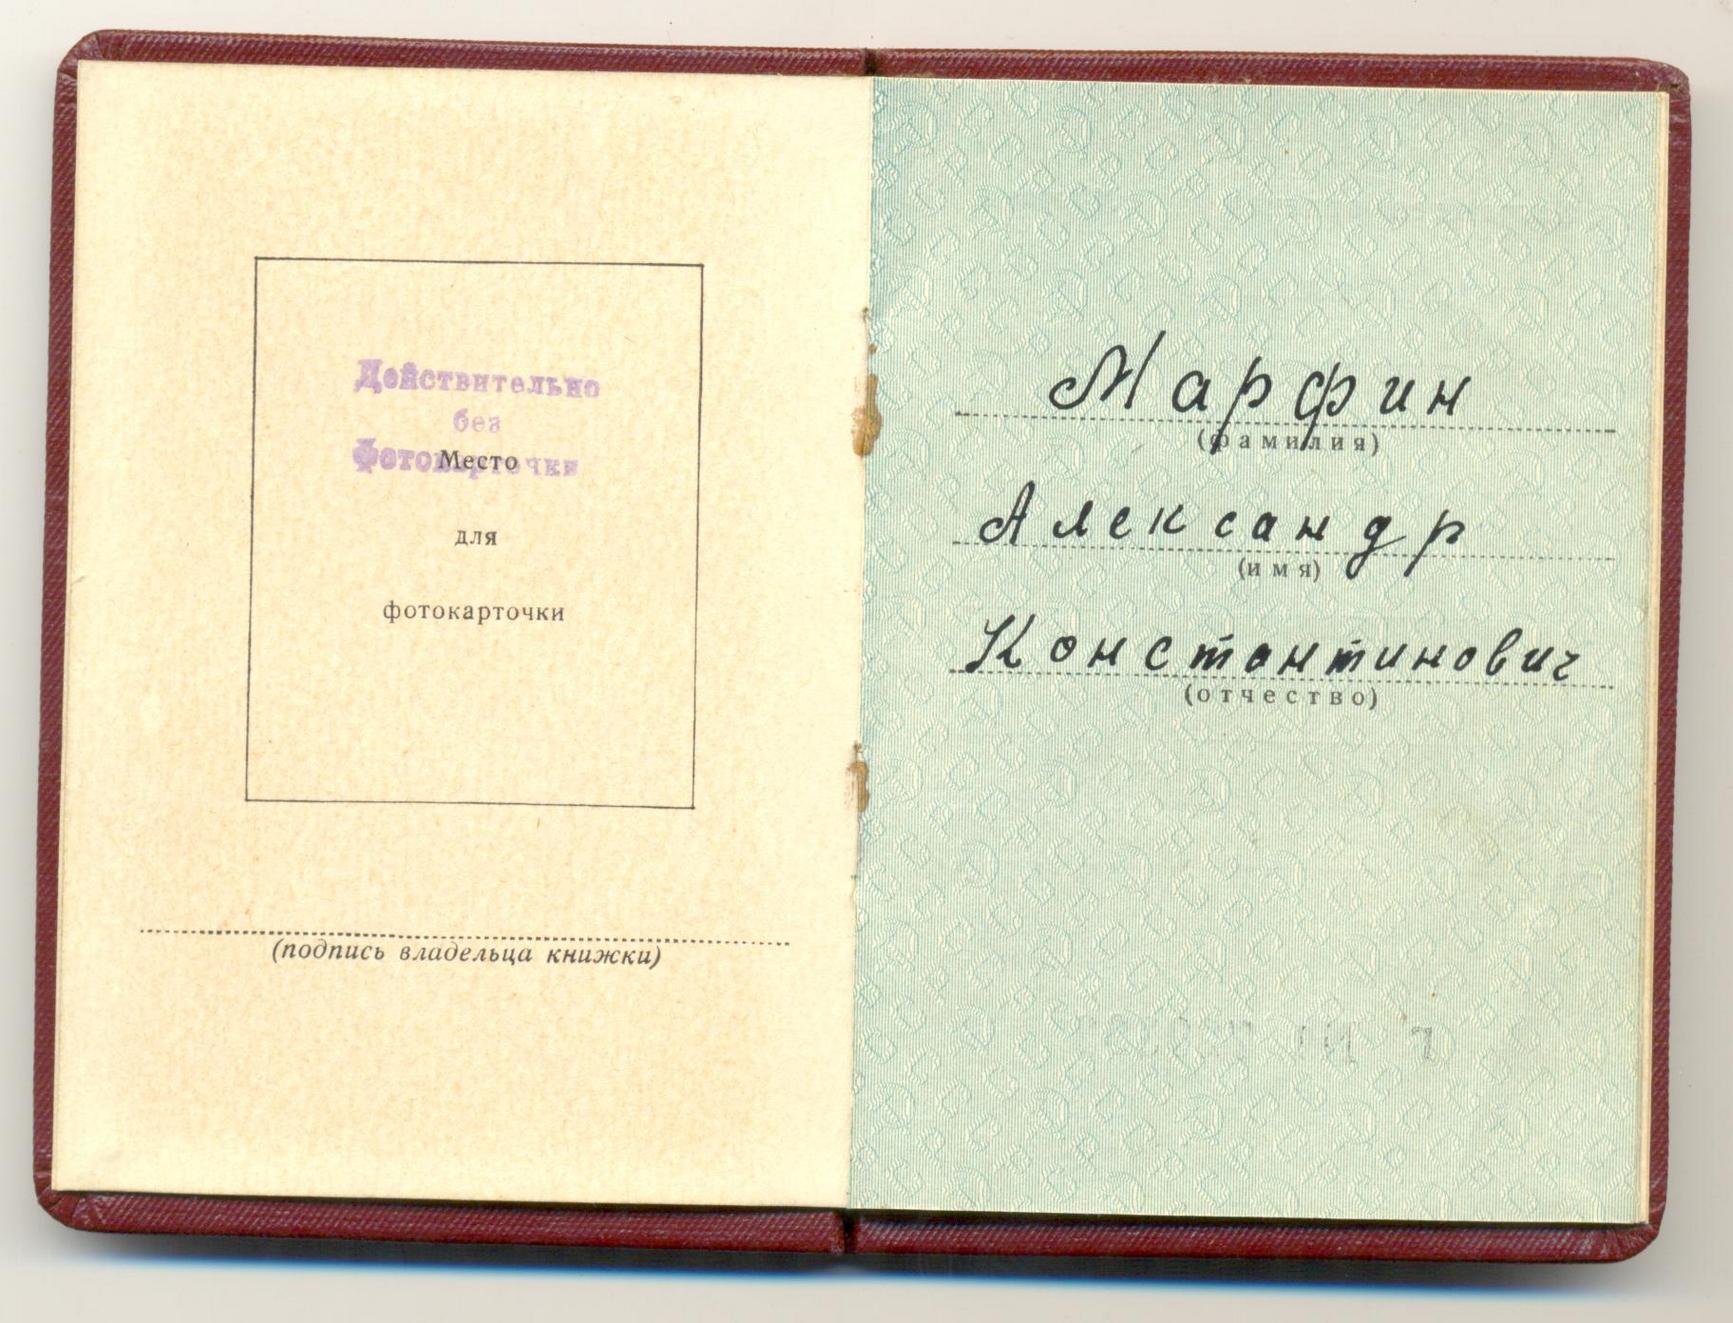 Действительно
без
Фотокарточки
Место
для
фотокарточки
(подпись владельца книжки)
Марфин
(фамилия)
Александр
(имя)
Константинович
(отчество)